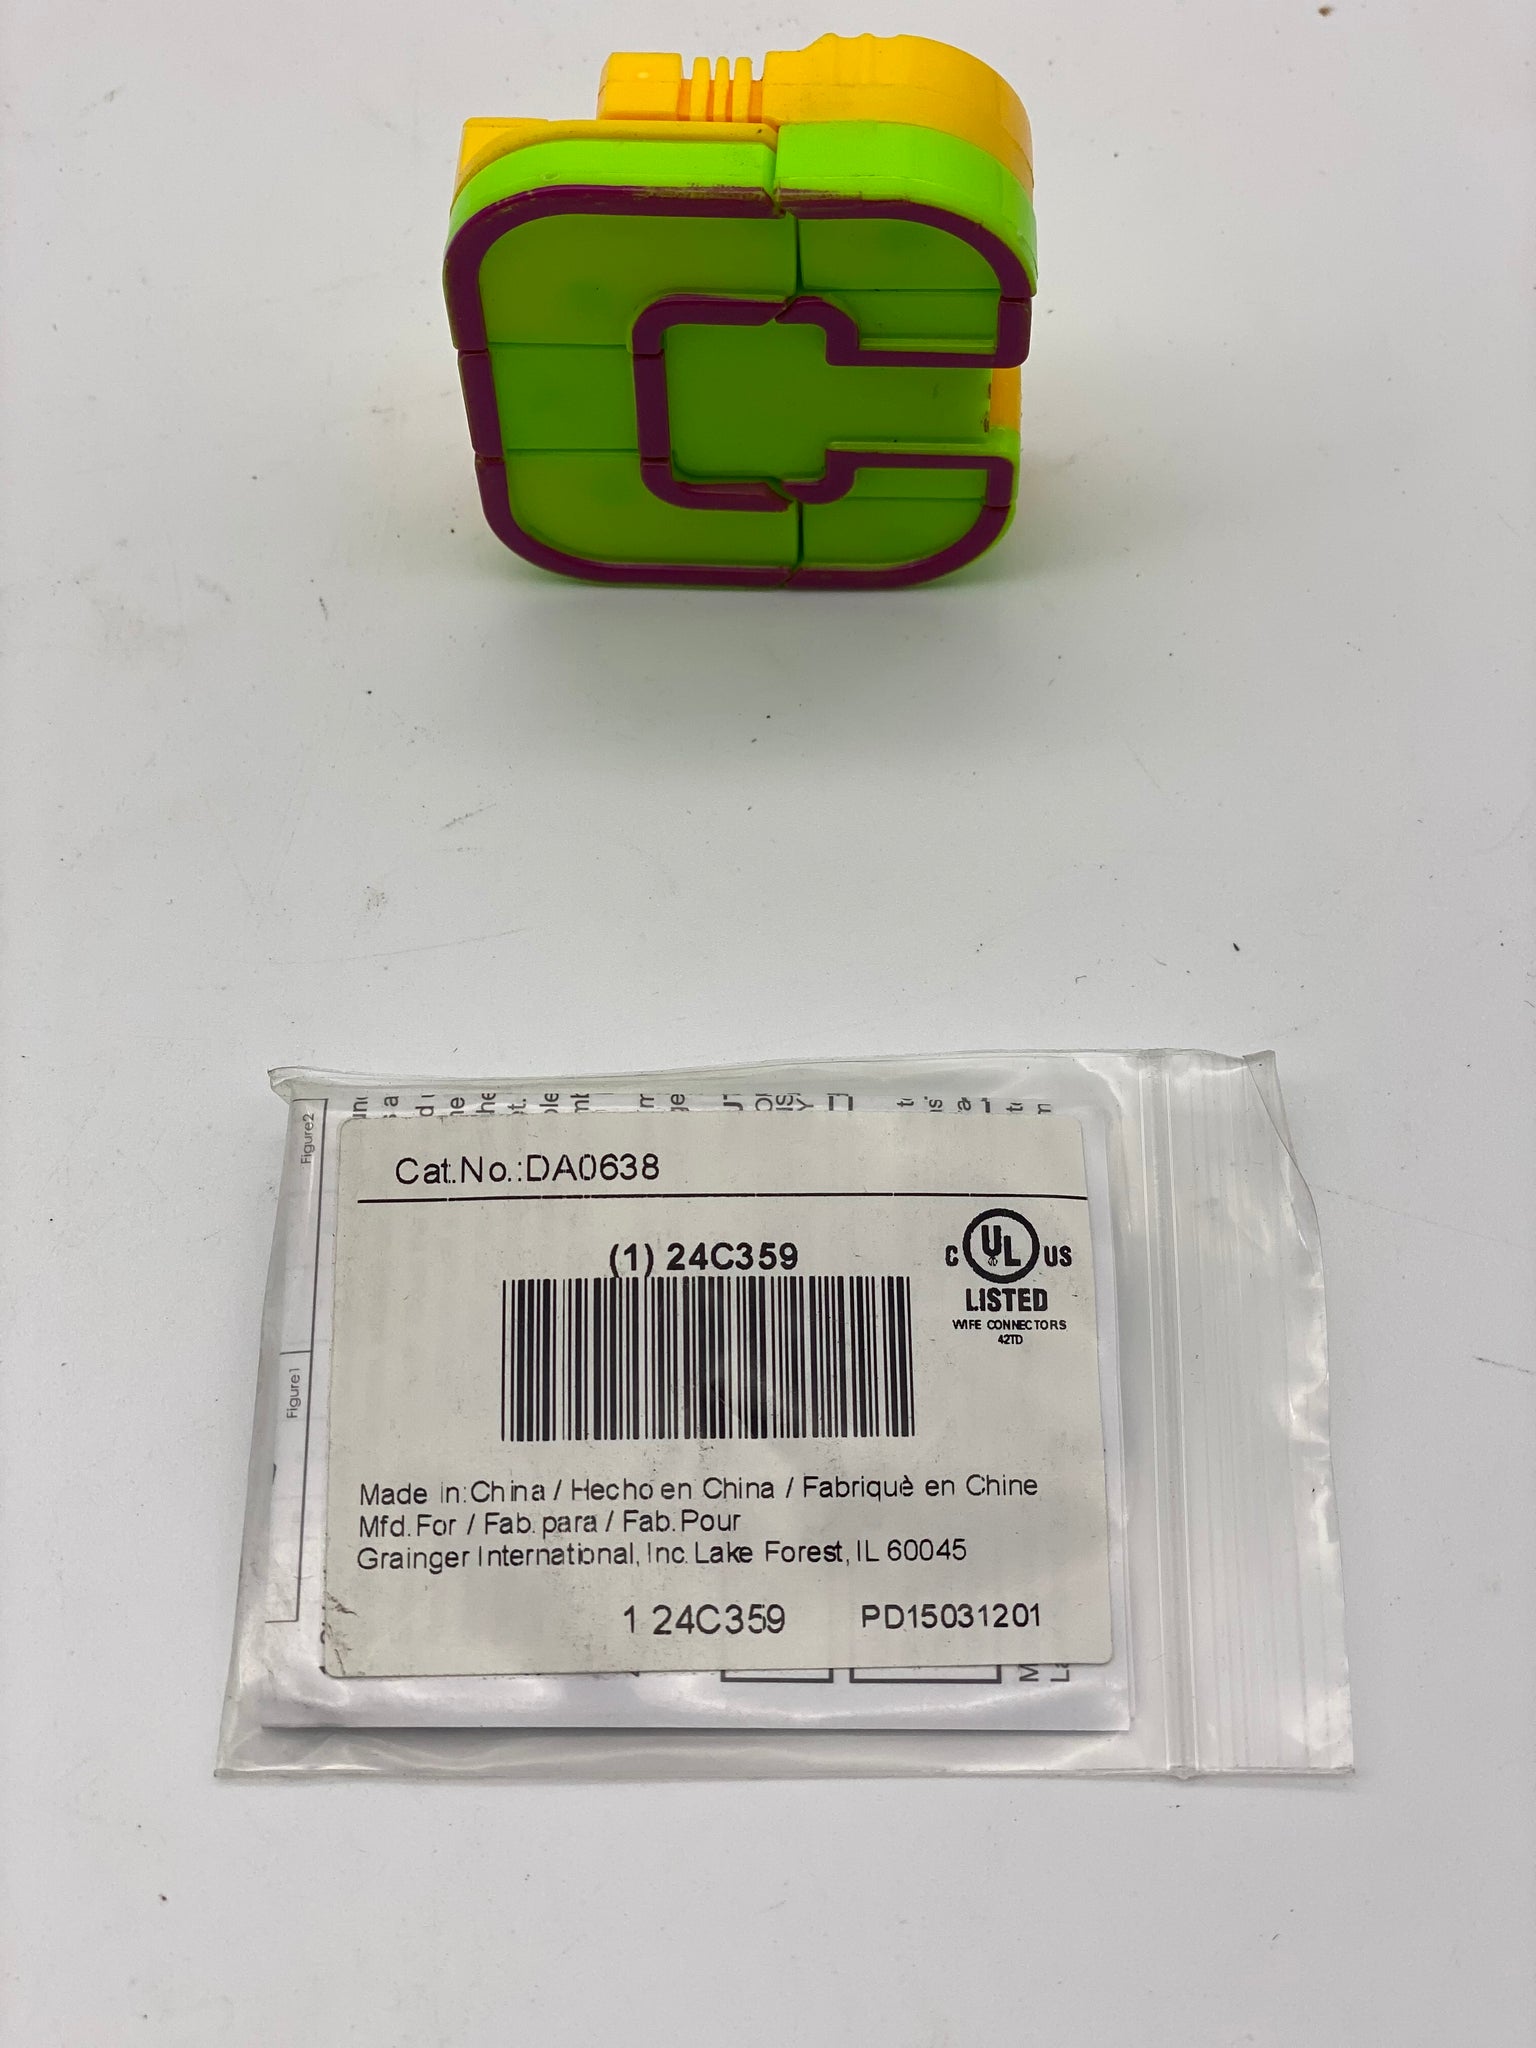 C
Figure2
Figure1
Cat.No.:DA0638
(1) 24C359
C UL US
LISTED
WIFE CONNECTORS
42TD
Made in:China / Hecho en China / Fabriquè en Chine
Mfd.For / Fab.para / Fab.Pour
Grainger International, Inc. Lake Forest, IL 60045
1 24C359 PD15031201